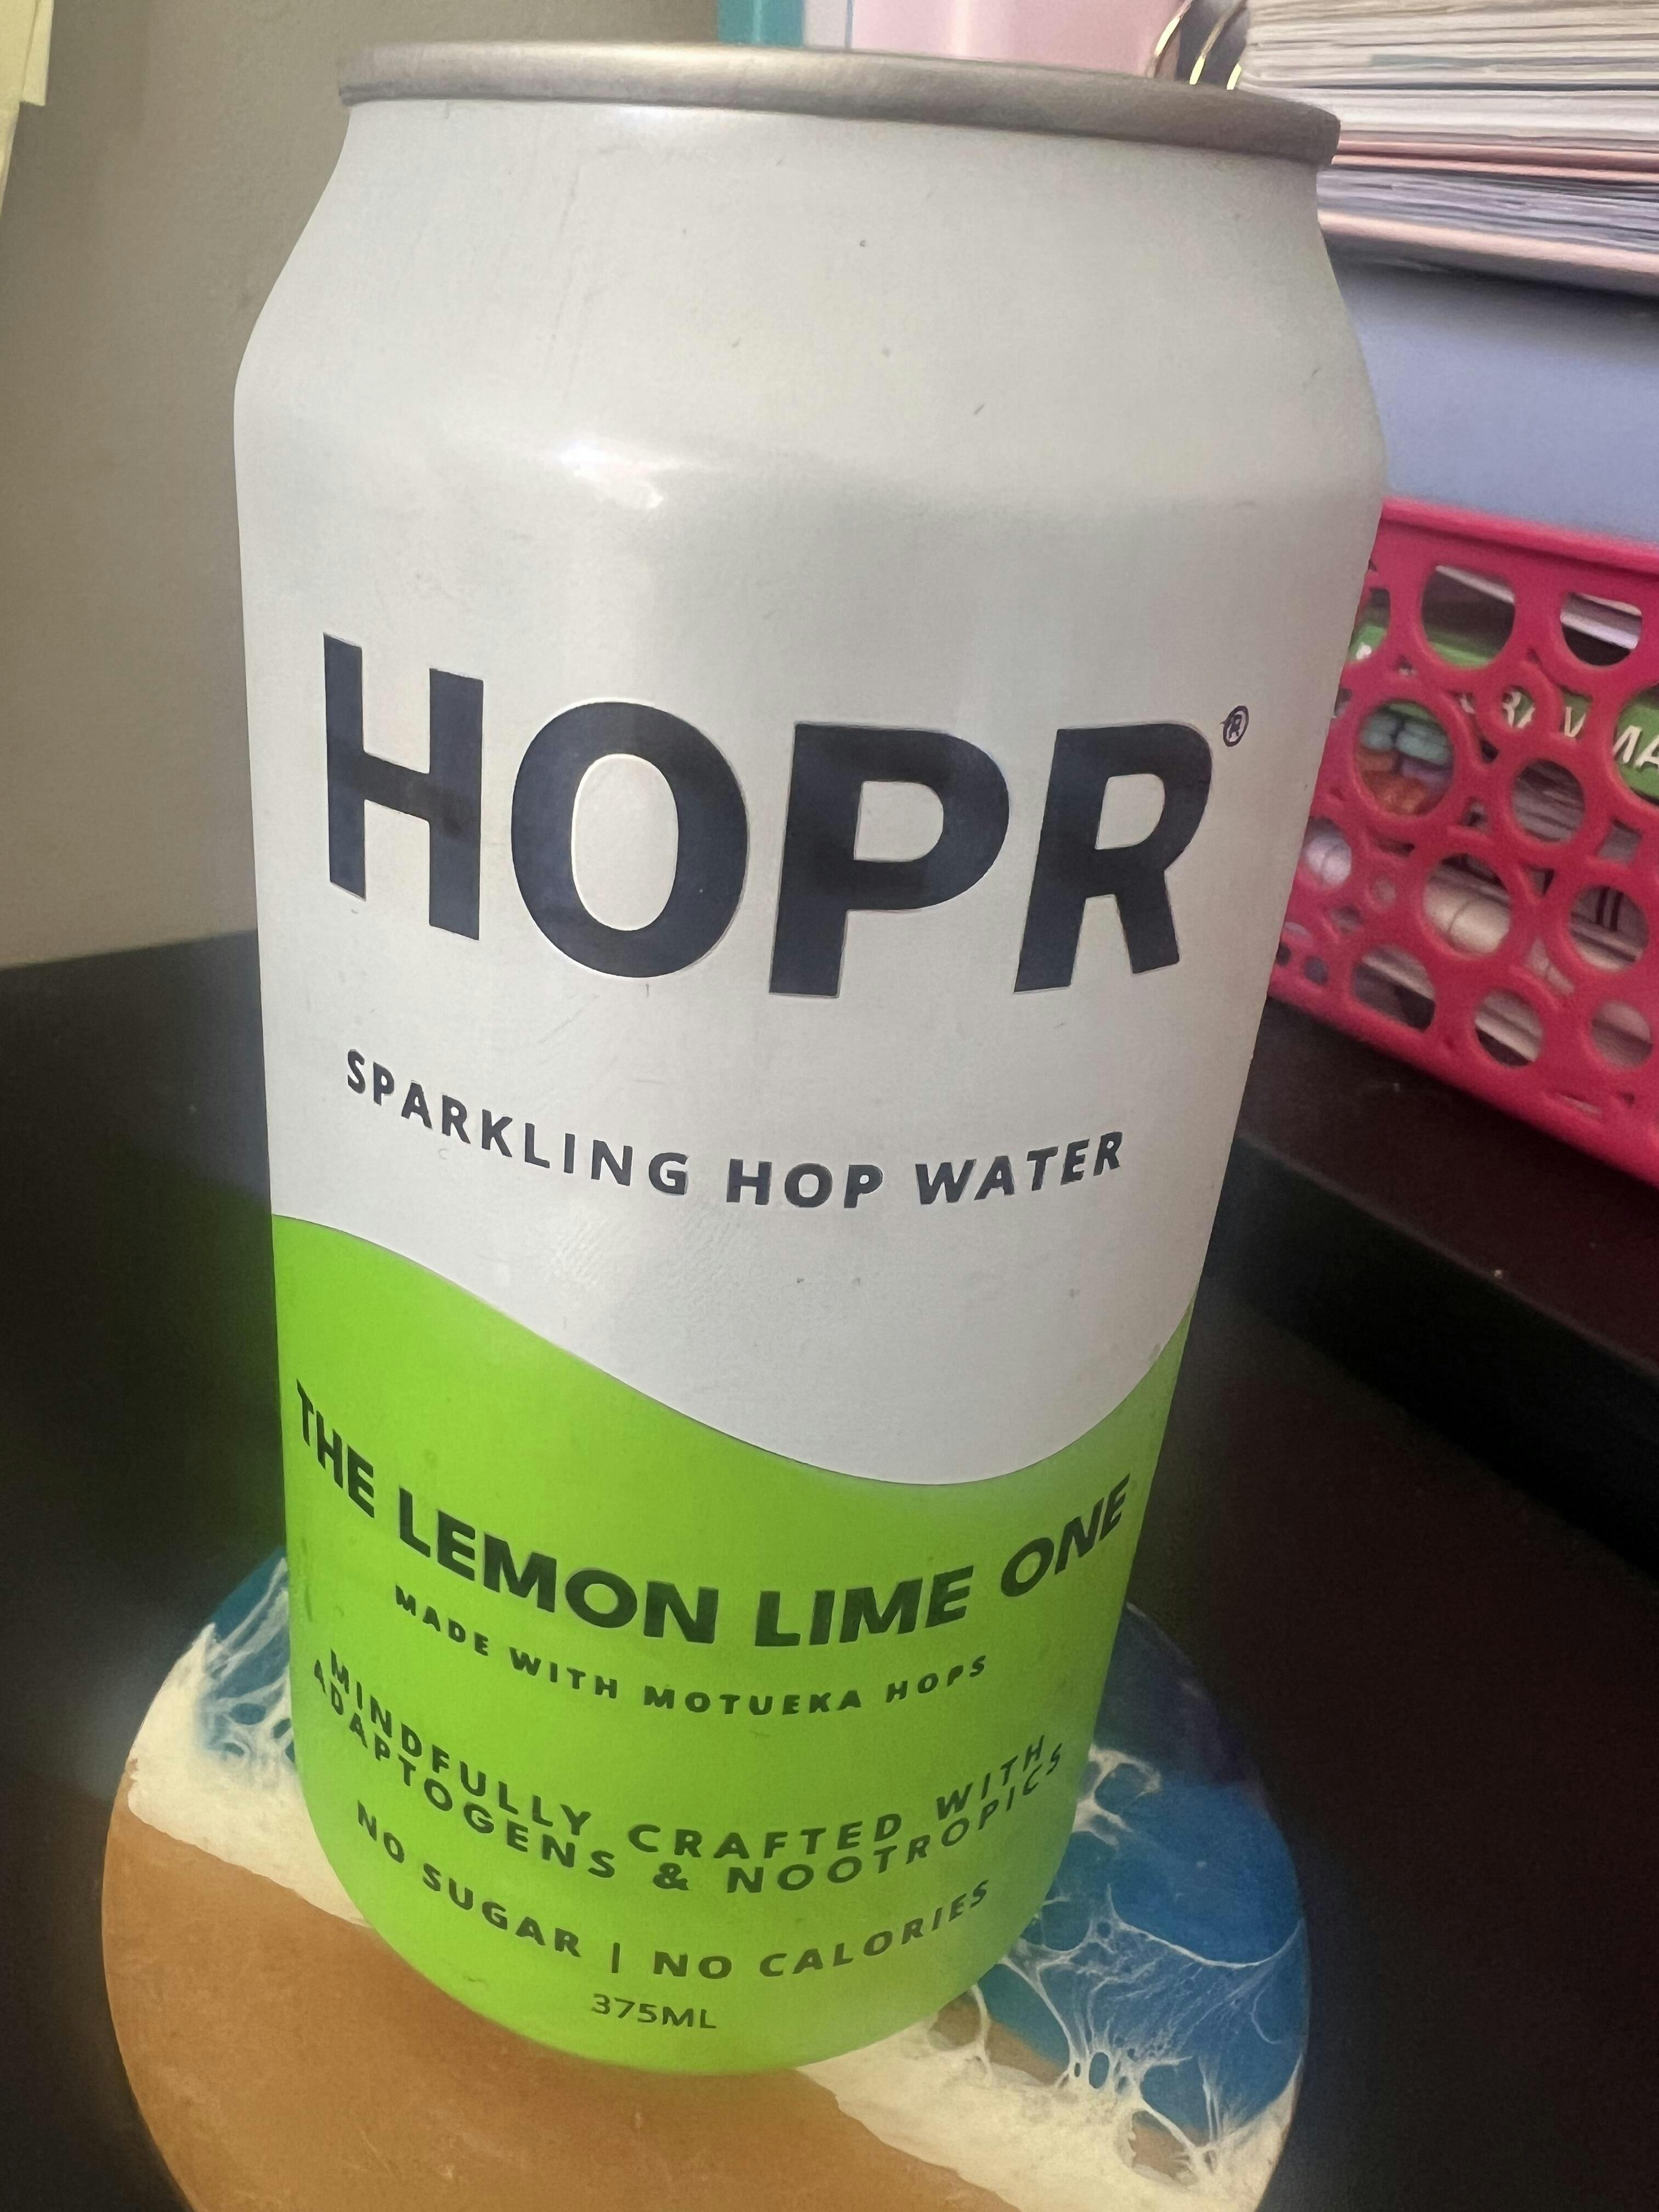 HOPR®
SPARKLING HOP WATER
THE LEMON LIME ONE
MADE WITH MOTUEKA HOPS
MINDFULLY CRAFTED WITH
ADAPTOGENS & NOOTROPICS
NO SUGAR | NO CALORIES
375ML